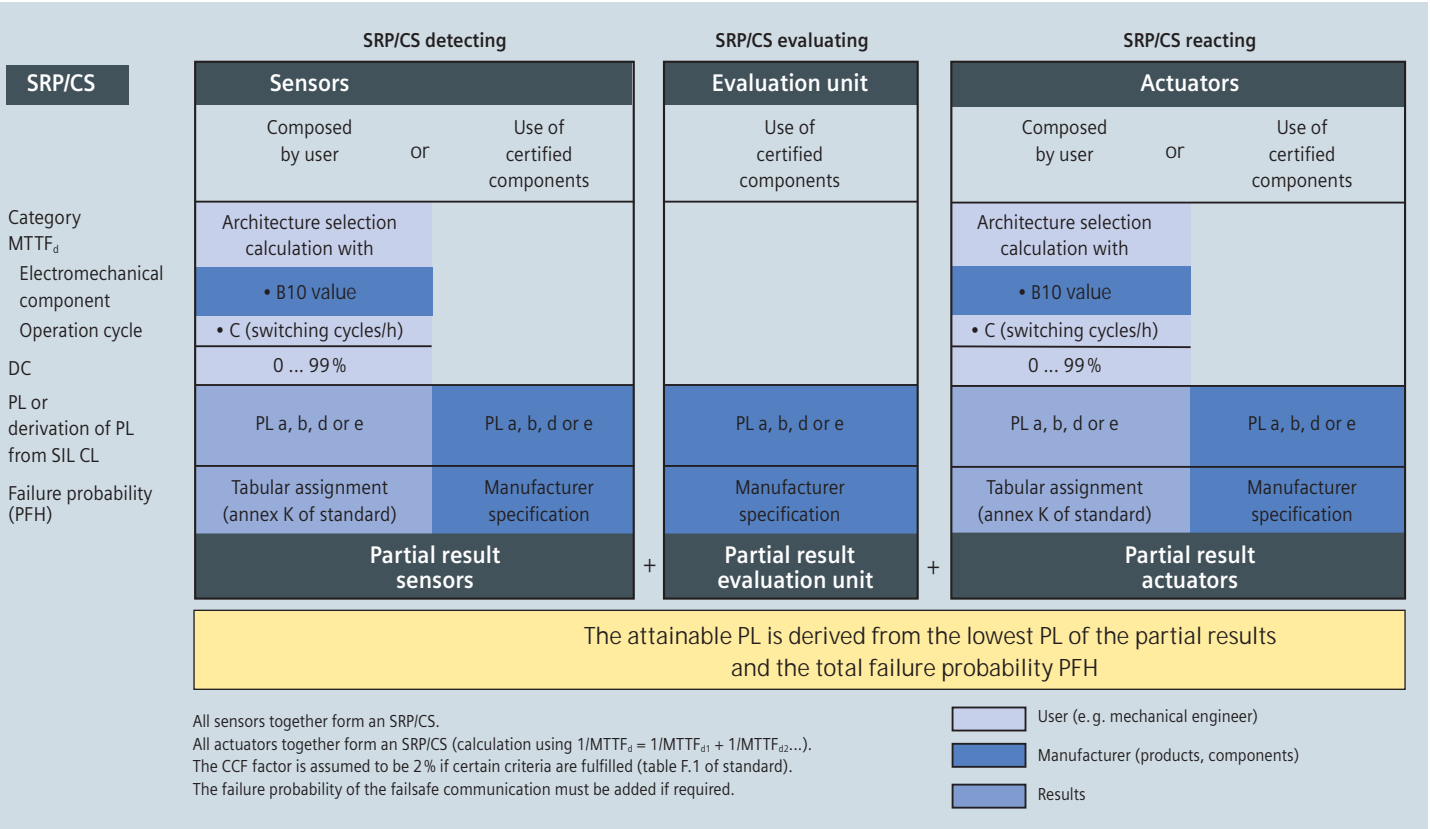 SRP/CS detecting
SRP/CS evaluating
SRP/CS reacting
SRP/CS
Sensors
Evaluation unit
Actuators
Composed
by user
or
Use of
certified
components
Use of
certified
components
Composed
by user
or
Use of
certified
components
Category
MTTFd
Electromechanical
component
Operation cycle
DC
PL or
derivation of PL
from SIL CL
Failure probability
(PFH)
Architecture selection
calculation with
• B10 value
• C (switching cycles/h)
0 ... 99 %
PL a, b, d or e
Tabular assignment
(annex K of standard)
PL a, b, d or e
Manufacturer
specification
Partial result
sensors
+
PL a, b, d or e
Manufacturer
specification
Partial result
evaluation unit
+
Architecture selection
calculation with
• B10 value
• C (switching cycles/h)
0 ... 99 %
PL a, b, d or e
Tabular assignment
(annex K of standard)
PL a, b, d or e
Manufacturer
specification
Partial result
actuators
The attainable PL is derived from the lowest PL of the partial results
and the total failure probability PFH
All sensors together form an SRP/CS.
All actuators together form an SRP/CS (calculation using 1/MTTFd = 1/MTTFd1 + 1/MTTFd2...).
The CCF factor is assumed to be 2 % if certain criteria are fulfilled (table F.1 of standard).
The failure probability of the failsafe communication must be added if required.
User (e. g. mechanical engineer)
Manufacturer (products, components)
Results